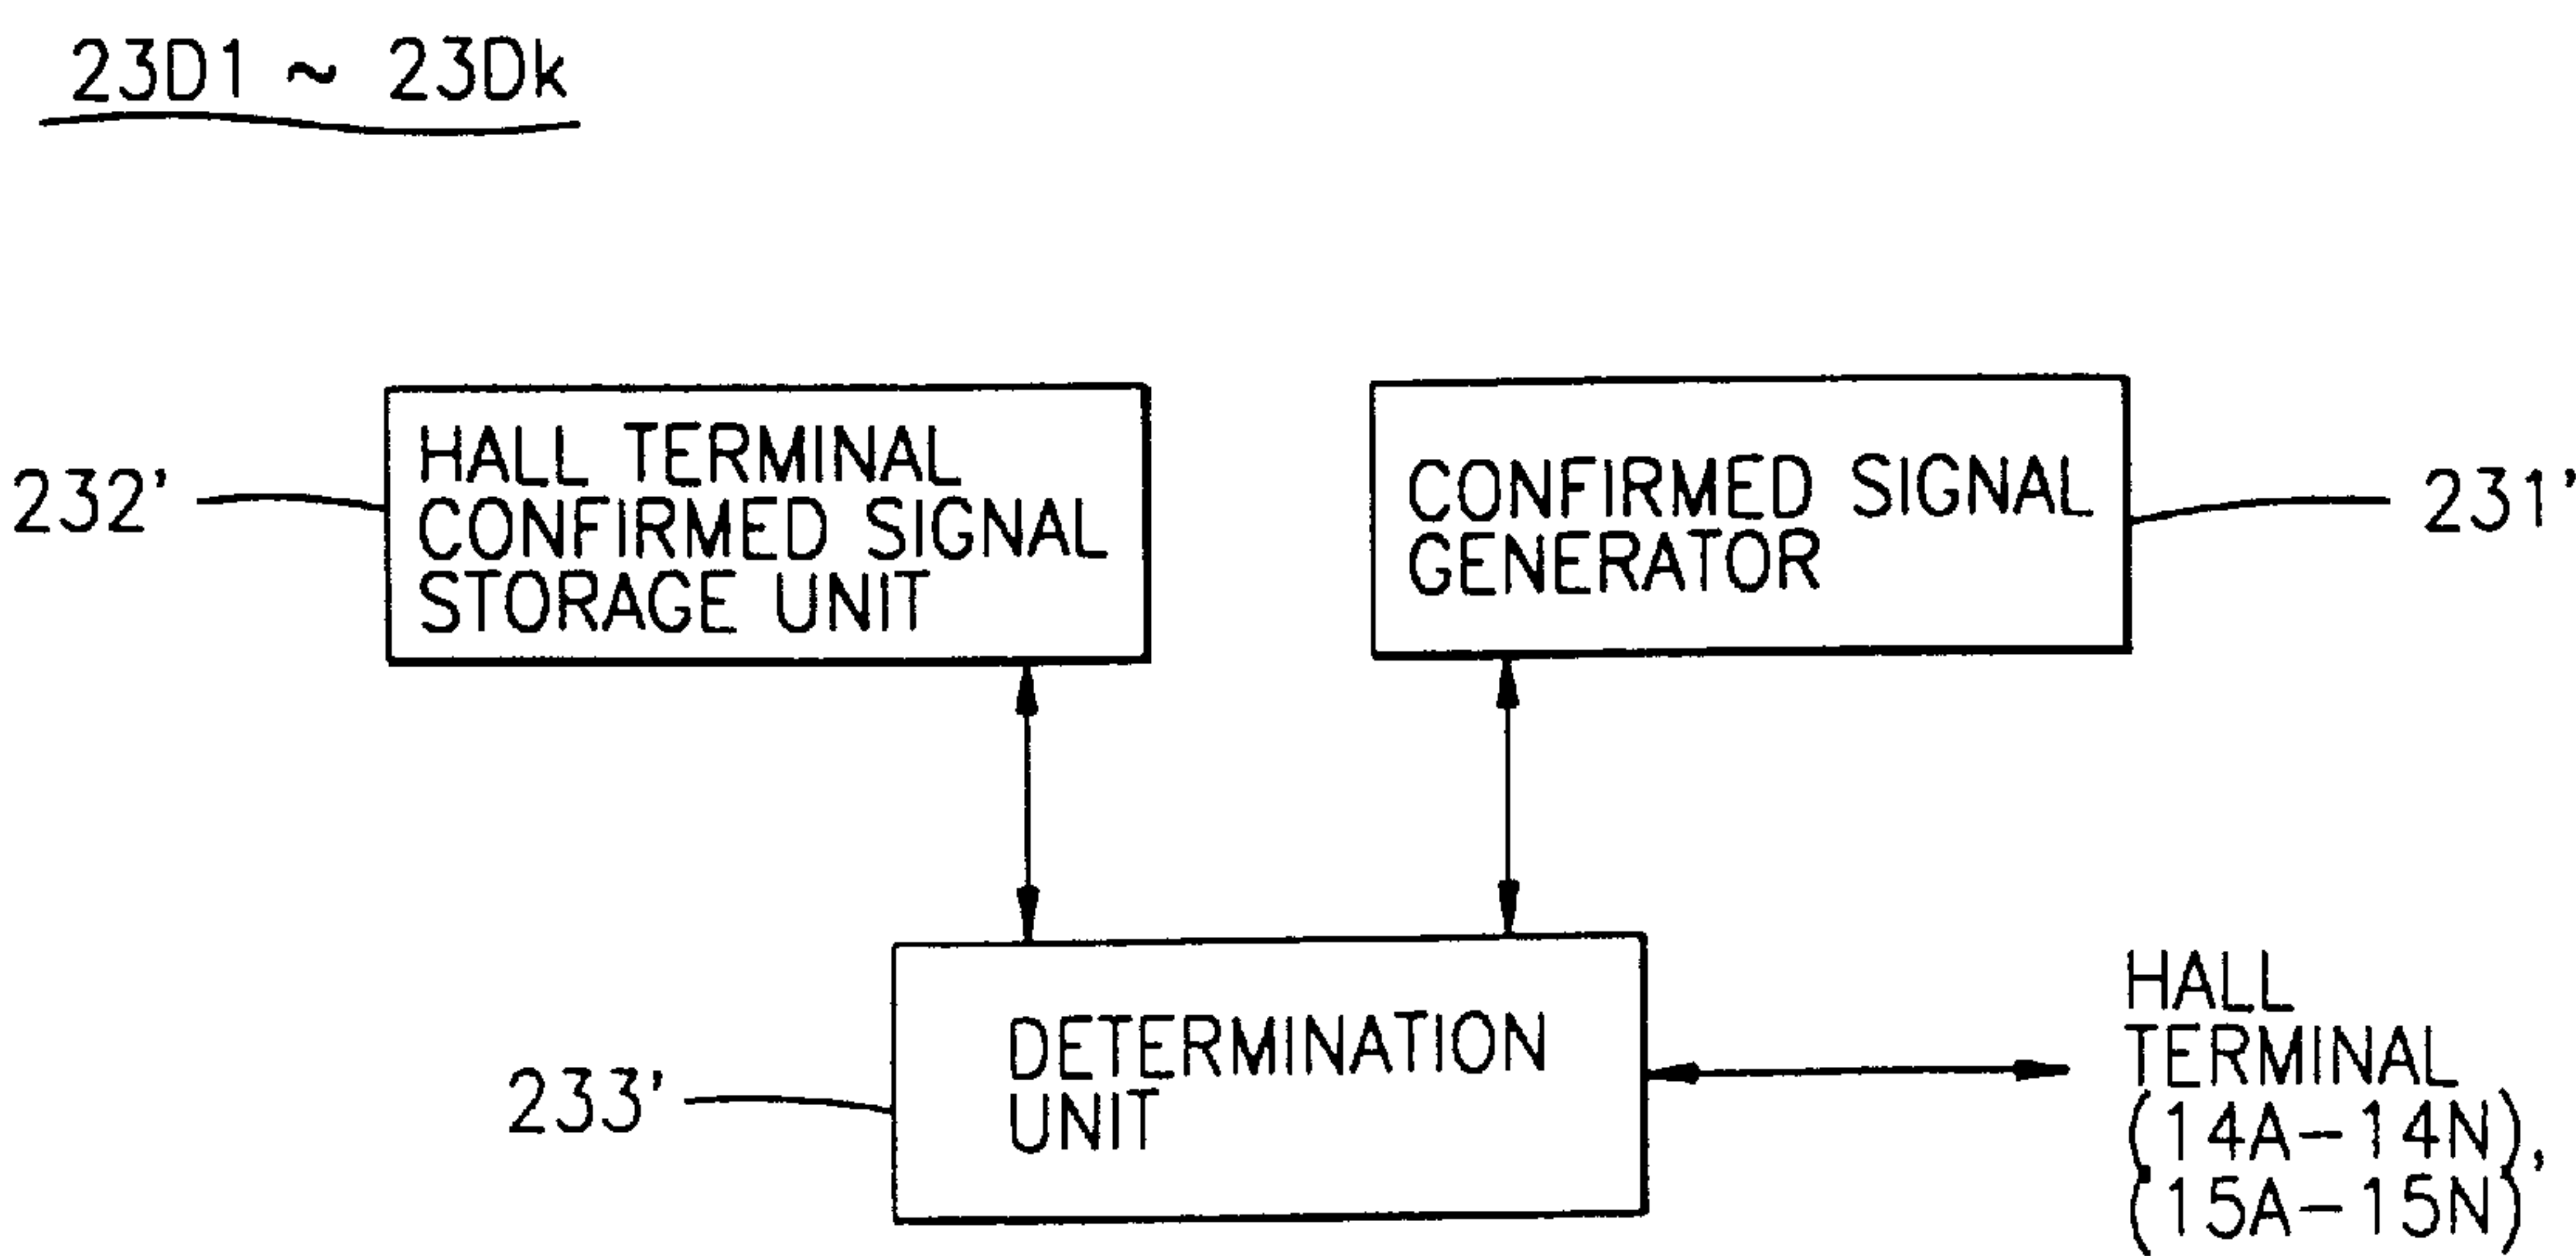 23D1 ~ 23Dk
HALL TERMINAL
CONFIRMED SIGNAL
STORAGE UNIT
232'
CONFIRMED SIGNAL
GENERATOR
231'
DETERMINATION
UNIT
233'
HALL
TERMINAL
(14A-14N),
(15A-15N)